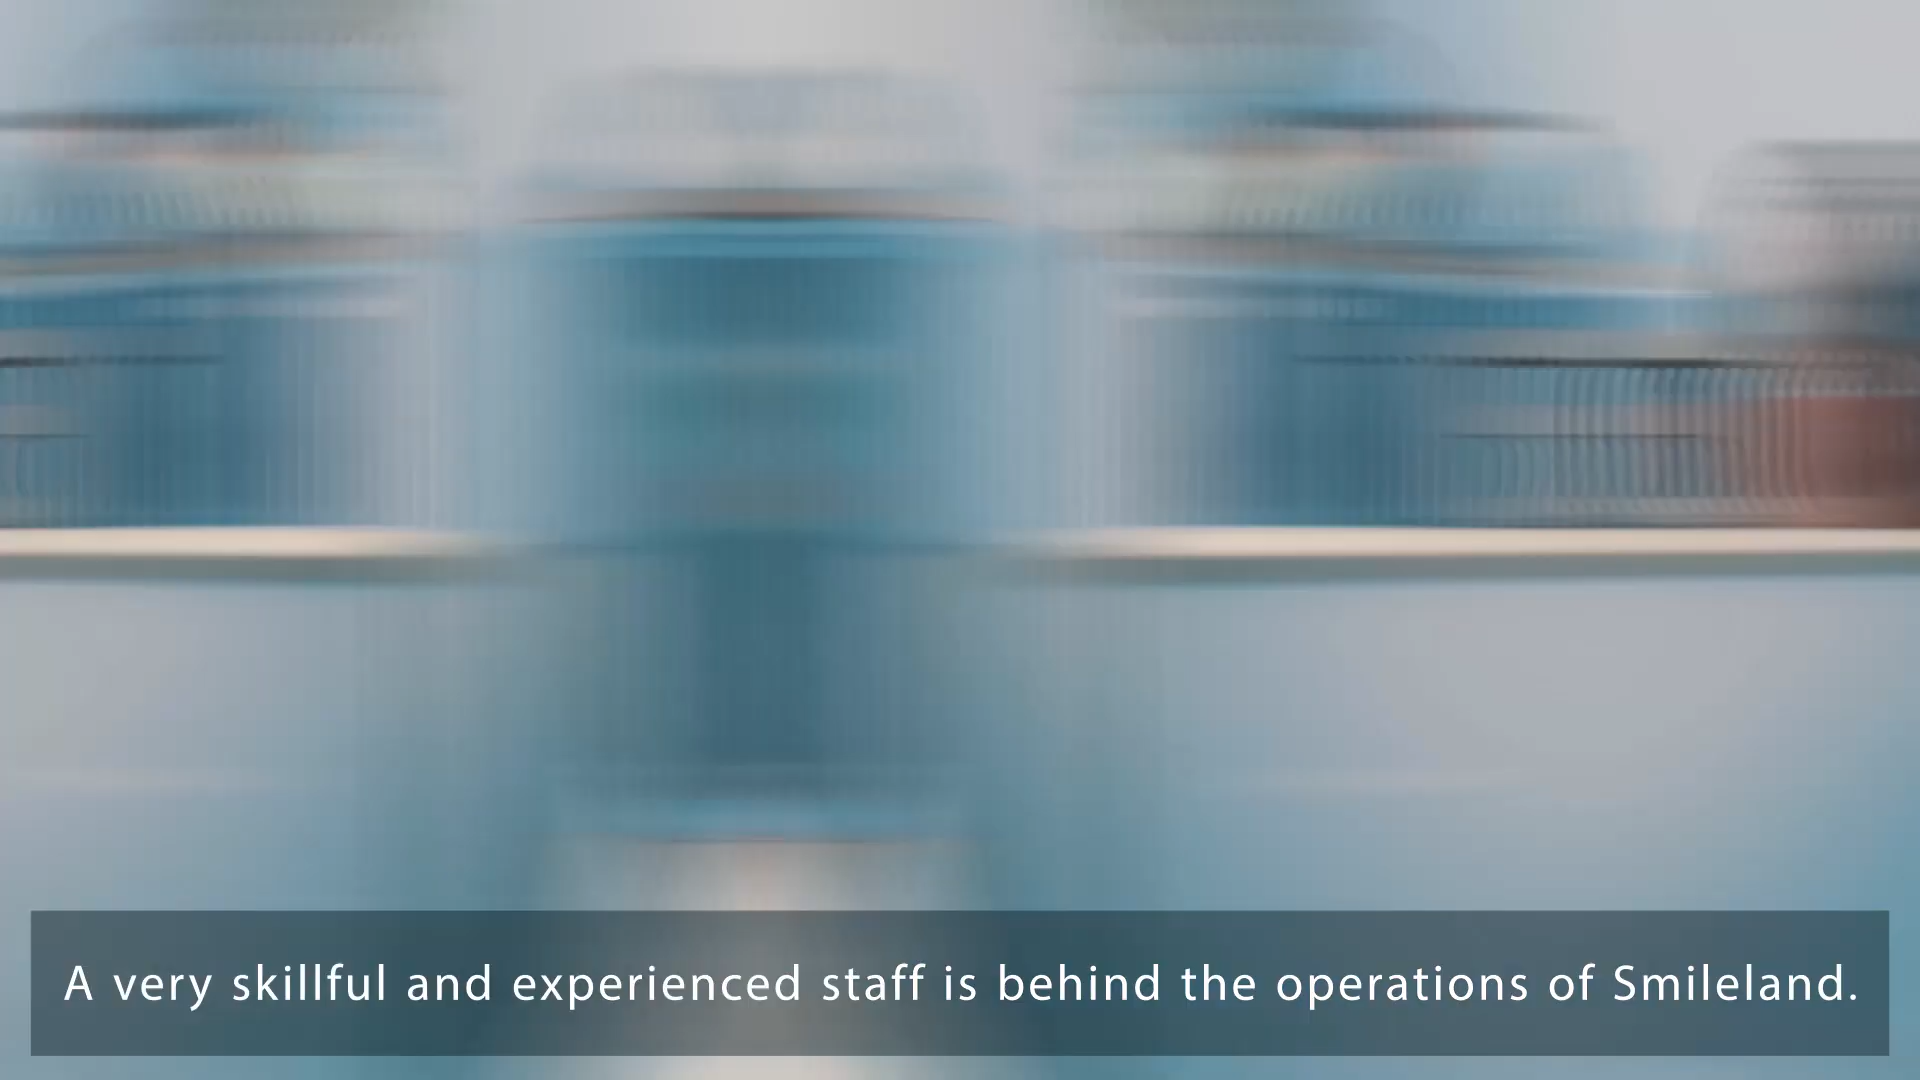 A very skillful and experienced staff is behind the operations of Smileland.